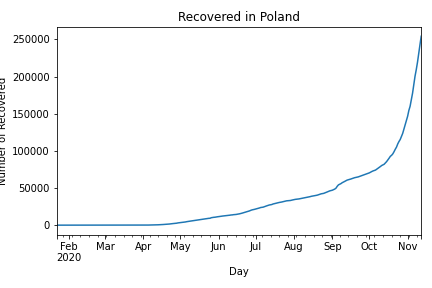 Recovered in Poland
250000
200000
150000
100000
50000
0
Number of Recovered
Feb Mar Apr May Jun Jul Aug Sep Oct Nov
2020
Day